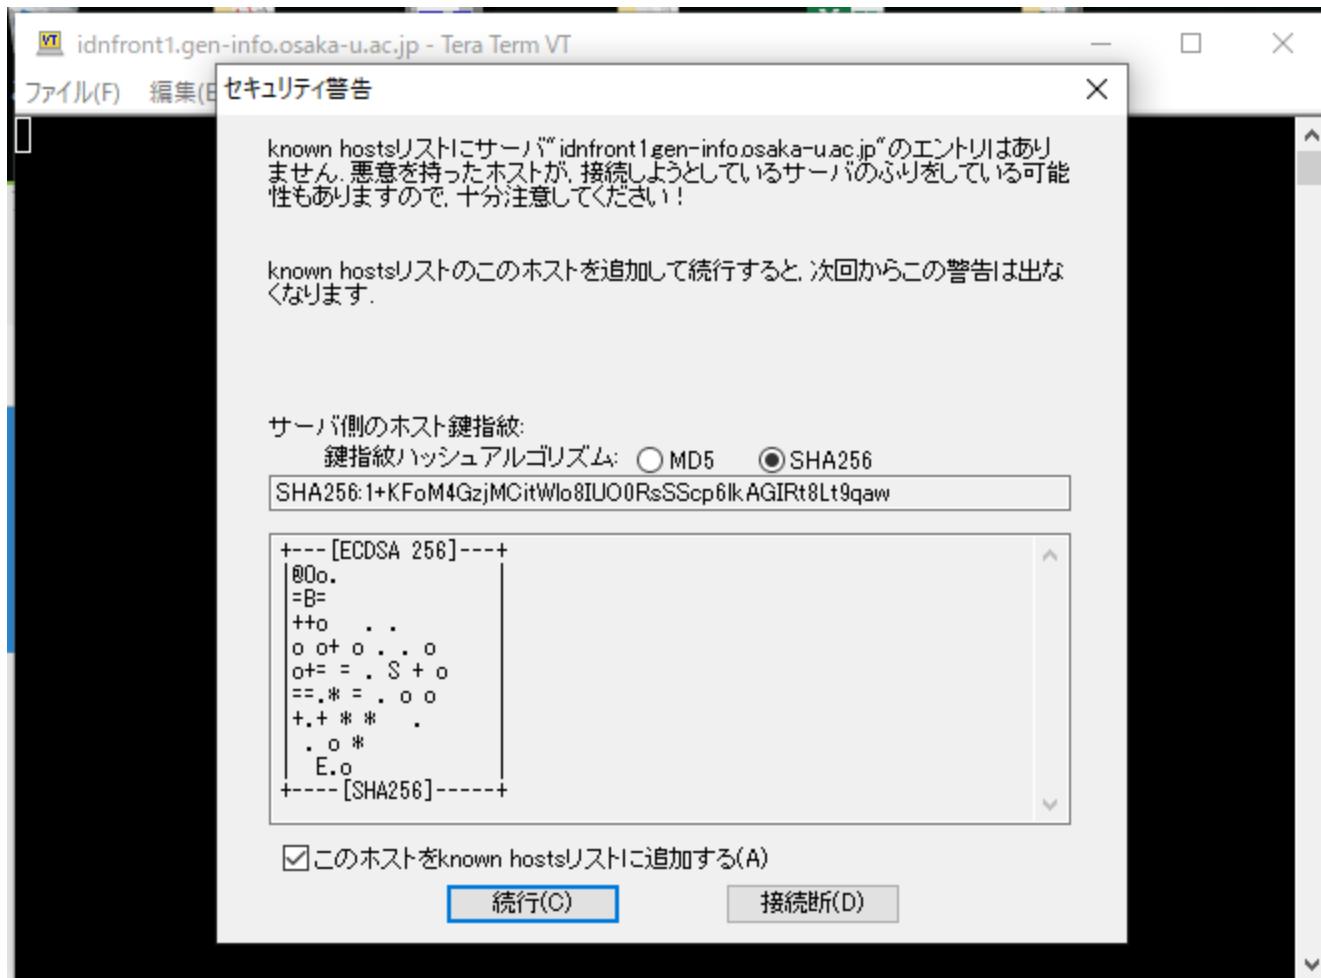 idnfront1.gen-info.osaka-u.ac.jp - Tera Term VT
ファイル(F) 編集(E
セキュリティ警告
known hostsリストにサーバ"idnfront1.gen-info.osaka-u.ac.jp"のエントリはあり
ません. 悪意を持ったホストが, 接続しようとしているサーバのふりをしている可能
性もありますので, 十分注意してください!
known hostsリストのこのホストを追加して続行すると, 次回からこの警告は出な
くなります.
サーバ側のホスト鍵指紋:
鍵指紋ハッシュアルゴリズム: MD5 SHA256
SHA256:1+KFoM4GzjMCitWlo8IUO0RsSScp6IkAGIRt8Lt9qaw
+---[ECDSA 256]---+
|@Oo.             |
|=B=              |
|++o   . .        |
|o o+ o . . o     |
|o+= = . S + o    |
|==.* = . o o     |
|+.+ * *   .      |
| . o *           |
|  E.o            |
+----[SHA256]-----+
このホストをknown hostsリストに追加する(A)
続行(C) 接続断(D)